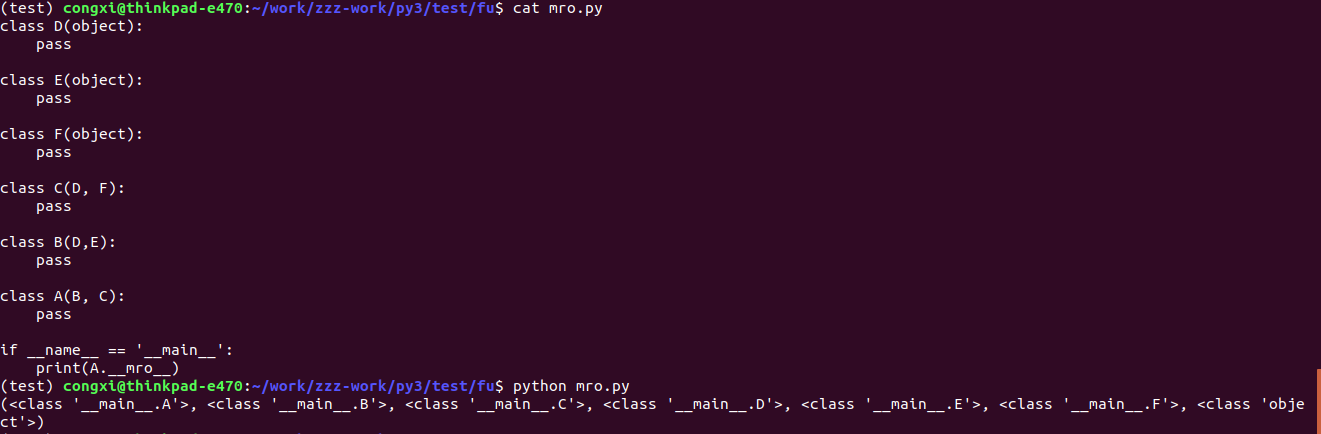 (test) congxi@thinkpad-e470:~/work/zzz-work/py3/test/fu$ cat mro.py
class D(object):
    pass

class E(object):
    pass

class F(object):
    pass

class C(D, F):
    pass

class B(D,E):
    pass

class A(B, C):
    pass

if __name__ == '__main__':
    print(A.__mro__)
(test) congxi@thinkpad-e470:~/work/zzz-work/py3/test/fu$ python mro.py
(<class '__main__.A'>, <class '__main__.B'>, <class '__main__.C'>, <class '__main__.D'>, <class '__main__.E'>, <class '__main__.F'>, <class 'obje
ct'>)